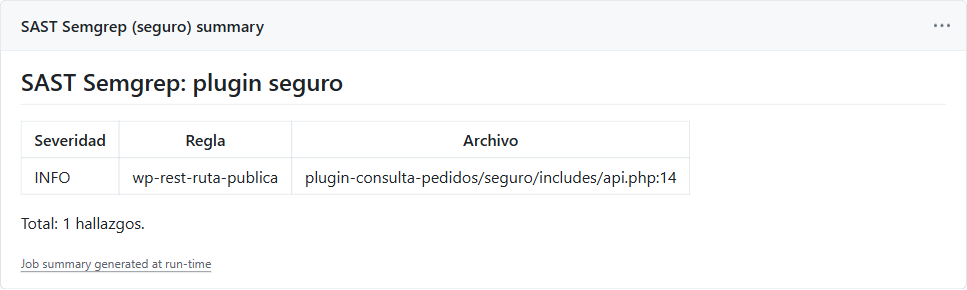 SAST Semgrep (seguro) summary
SAST Semgrep: plugin seguro
Severidad Regla Archivo
INFO wp-rest-ruta-publica plugin-consulta-pedidos/seguro/includes/api.php:14
Total: 1 hallazgos.
Job summary generated at run-time